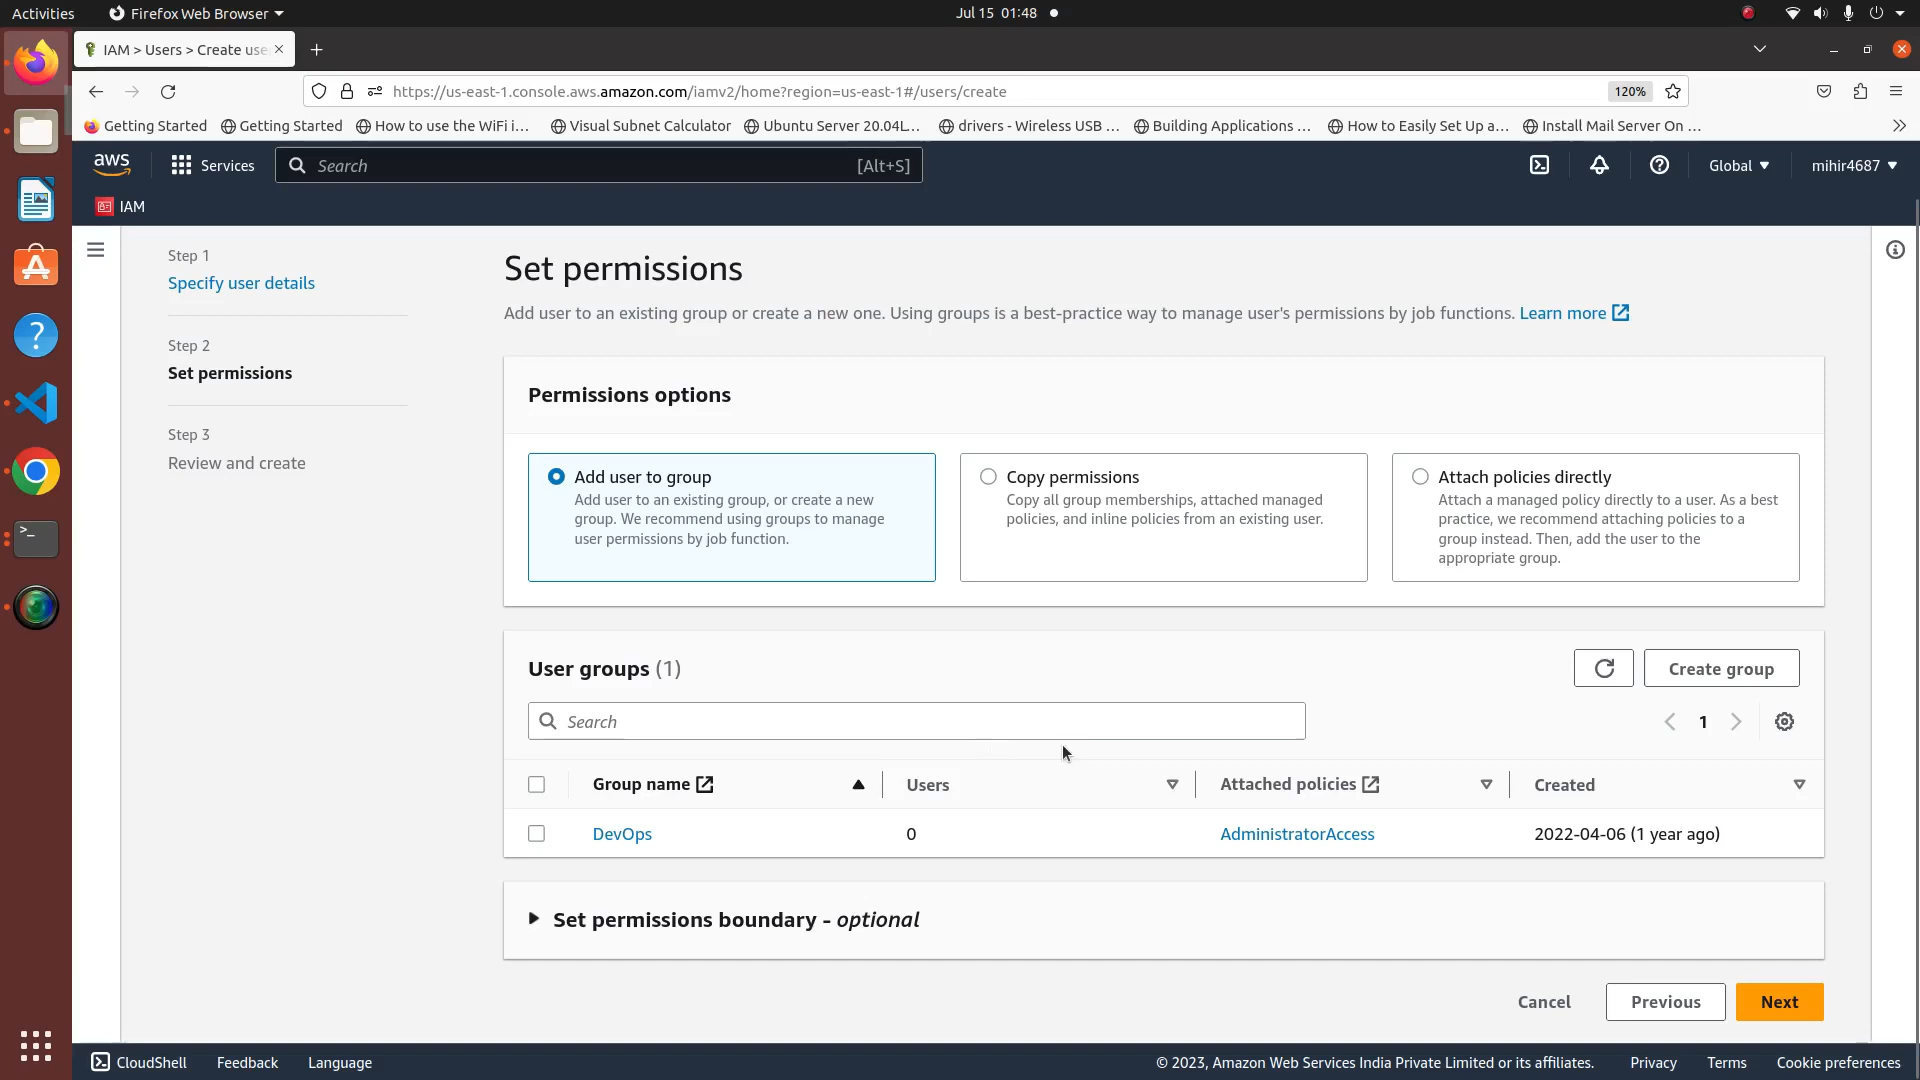 Activities
Firefox Web Browser
Jul 15 01:48
IAM > Users > Create use
https://us-east-1.console.aws.amazon.com/iamv2/home?region=us-east-1#/users/create
120%
Getting Started
Getting Started
How to use the WiFi i...
Visual Subnet Calculator
Ubuntu Server 20.04L...
drivers - Wireless USB ...
Building Applications ...
How to Easily Set Up a...
Install Mail Server On ...
aws
Services
Search
[Alt+S]
Global
mihir4687
IAM
Step 1
Specify user details
Step 2
Set permissions
Step 3
Review and create
Set permissions
Add user to an existing group or create a new one. Using groups is a best-practice way to manage user's permissions by job functions. Learn more
Permissions options
Add user to group
Add user to an existing group, or create a new
group. We recommend using groups to manage
user permissions by job function.
Copy permissions
Copy all group memberships, attached managed
policies, and inline policies from an existing user.
Attach policies directly
Attach a managed policy directly to a user. As a best
practice, we recommend attaching policies to a
group instead. Then, add the user to the
appropriate group.
User groups (1)
Create group
Search
1
Group name
Users
Attached policies
Created
DevOps
0
AdministratorAccess
2022-04-06 (1 year ago)
Set permissions boundary - optional
Cancel
Previous
Next
CloudShell
Feedback
Language
© 2023, Amazon Web Services India Private Limited or its affiliates.
Privacy
Terms
Cookie preferences